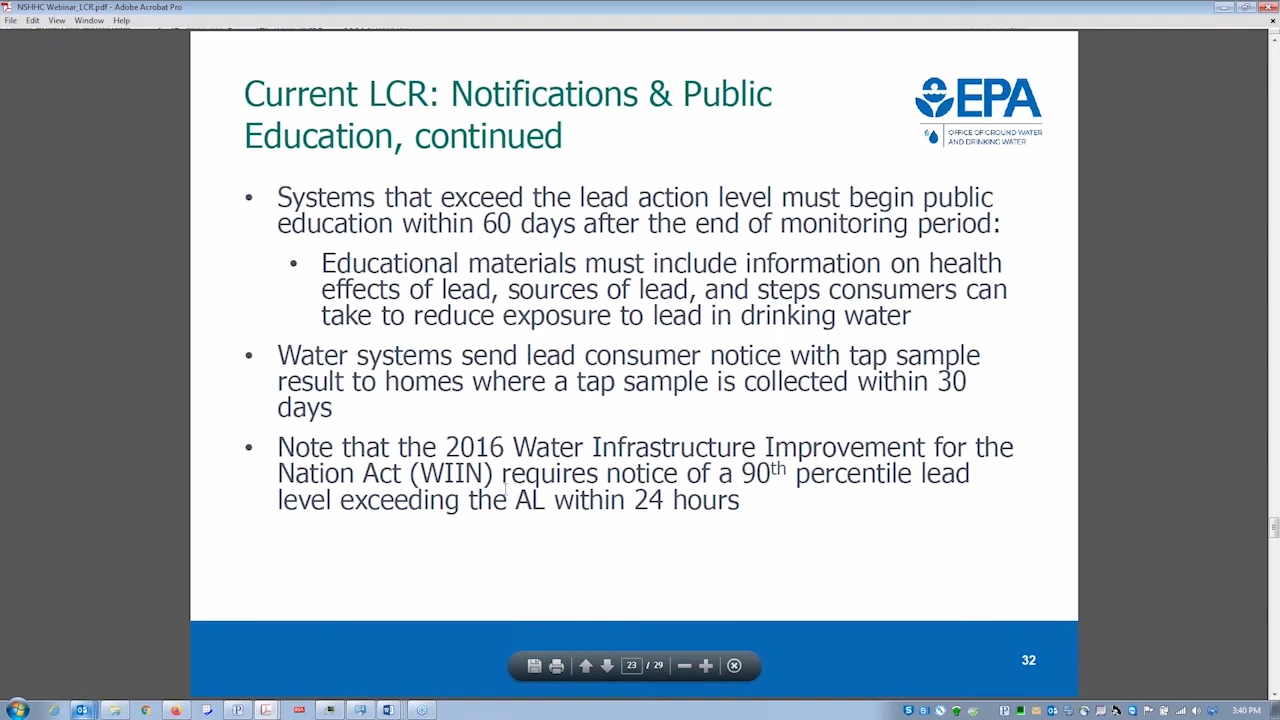 NSHHC Webinar_LCR.pdf - Adobe Acrobat Pro
File Edit View Window Help
Current LCR: Notifications & Public
Education, continued
EPA
OFFICE OF GROUND WATER
AND DRINKING WATER
• Systems that exceed the lead action level must begin public
education within 60 days after the end of monitoring period:
• Educational materials must include information on health
effects of lead, sources of lead, and steps consumers can
take to reduce exposure to lead in drinking water
• Water systems send lead consumer notice with tap sample
result to homes where a tap sample is collected within 30
days
• Note that the 2016 Water Infrastructure Improvement for the
Nation Act (WIIN) requires notice of a 90th percentile lead
level exceeding the AL within 24 hours
32
23 / 29
3:40 PM